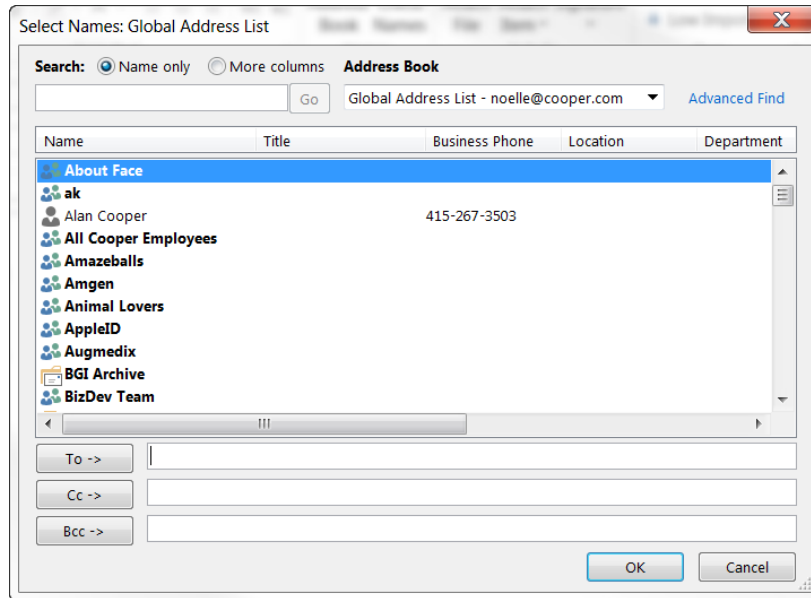 Select Names: Global Address List
Search: Name only More columns Address Book
Go Global Address List - noelle@cooper.com Advanced Find
Name Title Business Phone Location Department
About Face
ak
Alan Cooper 415-267-3503
All Cooper Employees
Amazeballs
Amgen
Animal Lovers
AppleID
Augmedix
BGI Archive
BizDev Team
To ->
Cc ->
Bcc ->
OK Cancel